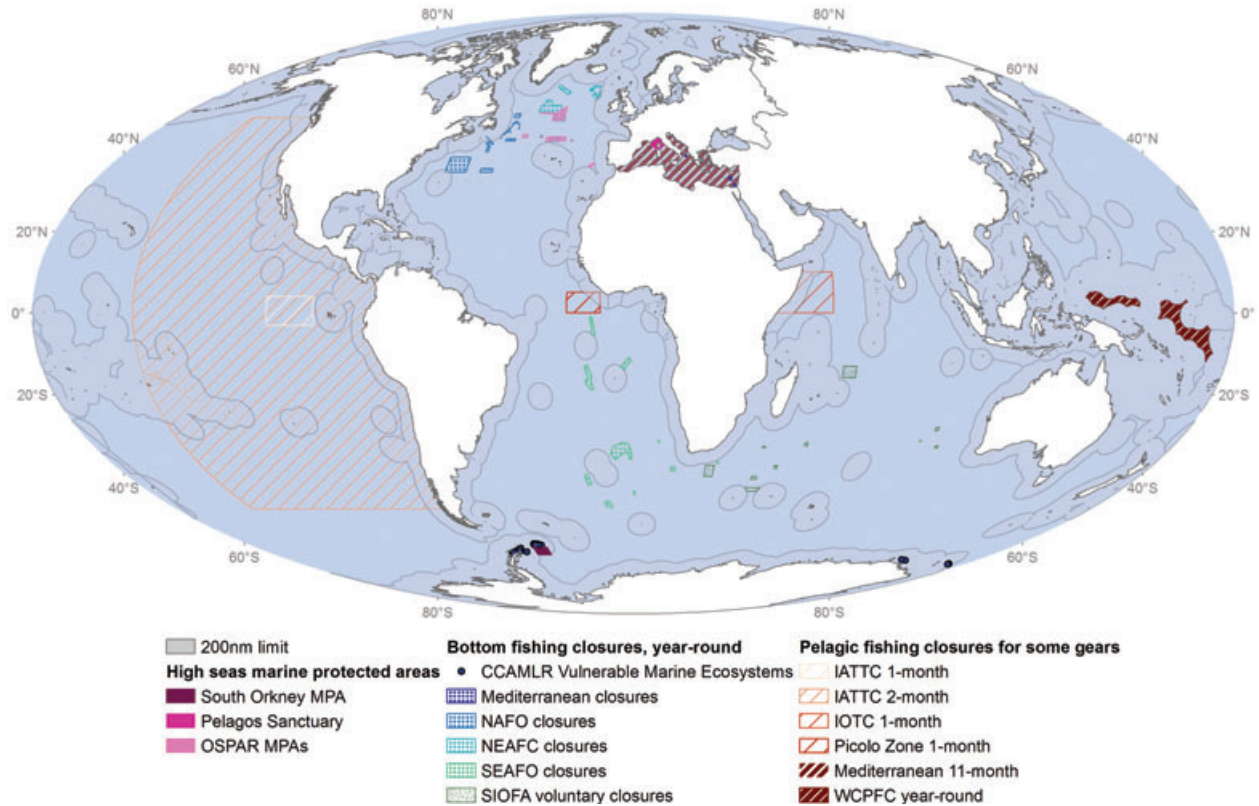 80°N 80°N
60°N 60°N
40°N 40°N
20°N 20°N
0° 0°
20°S 20°S
40°S 40°S
60°S 60°S
80°S 80°S
200nm limit
High seas marine protected areas
South Orkney MPA
Pelagos Sanctuary
OSPAR MPAs
Bottom fishing closures, year-round
CCAMLR Vulnerable Marine Ecosystems
Mediterranean closures
NAFO closures
NEAFC closures
SEAFO closures
SIOFA voluntary closures
Pelagic fishing closures for some gears
IATTC 1-month
IATTC 2-month
IOTC 1-month
Picolo Zone 1-month
Mediterranean 11-month
WCPFC year-round